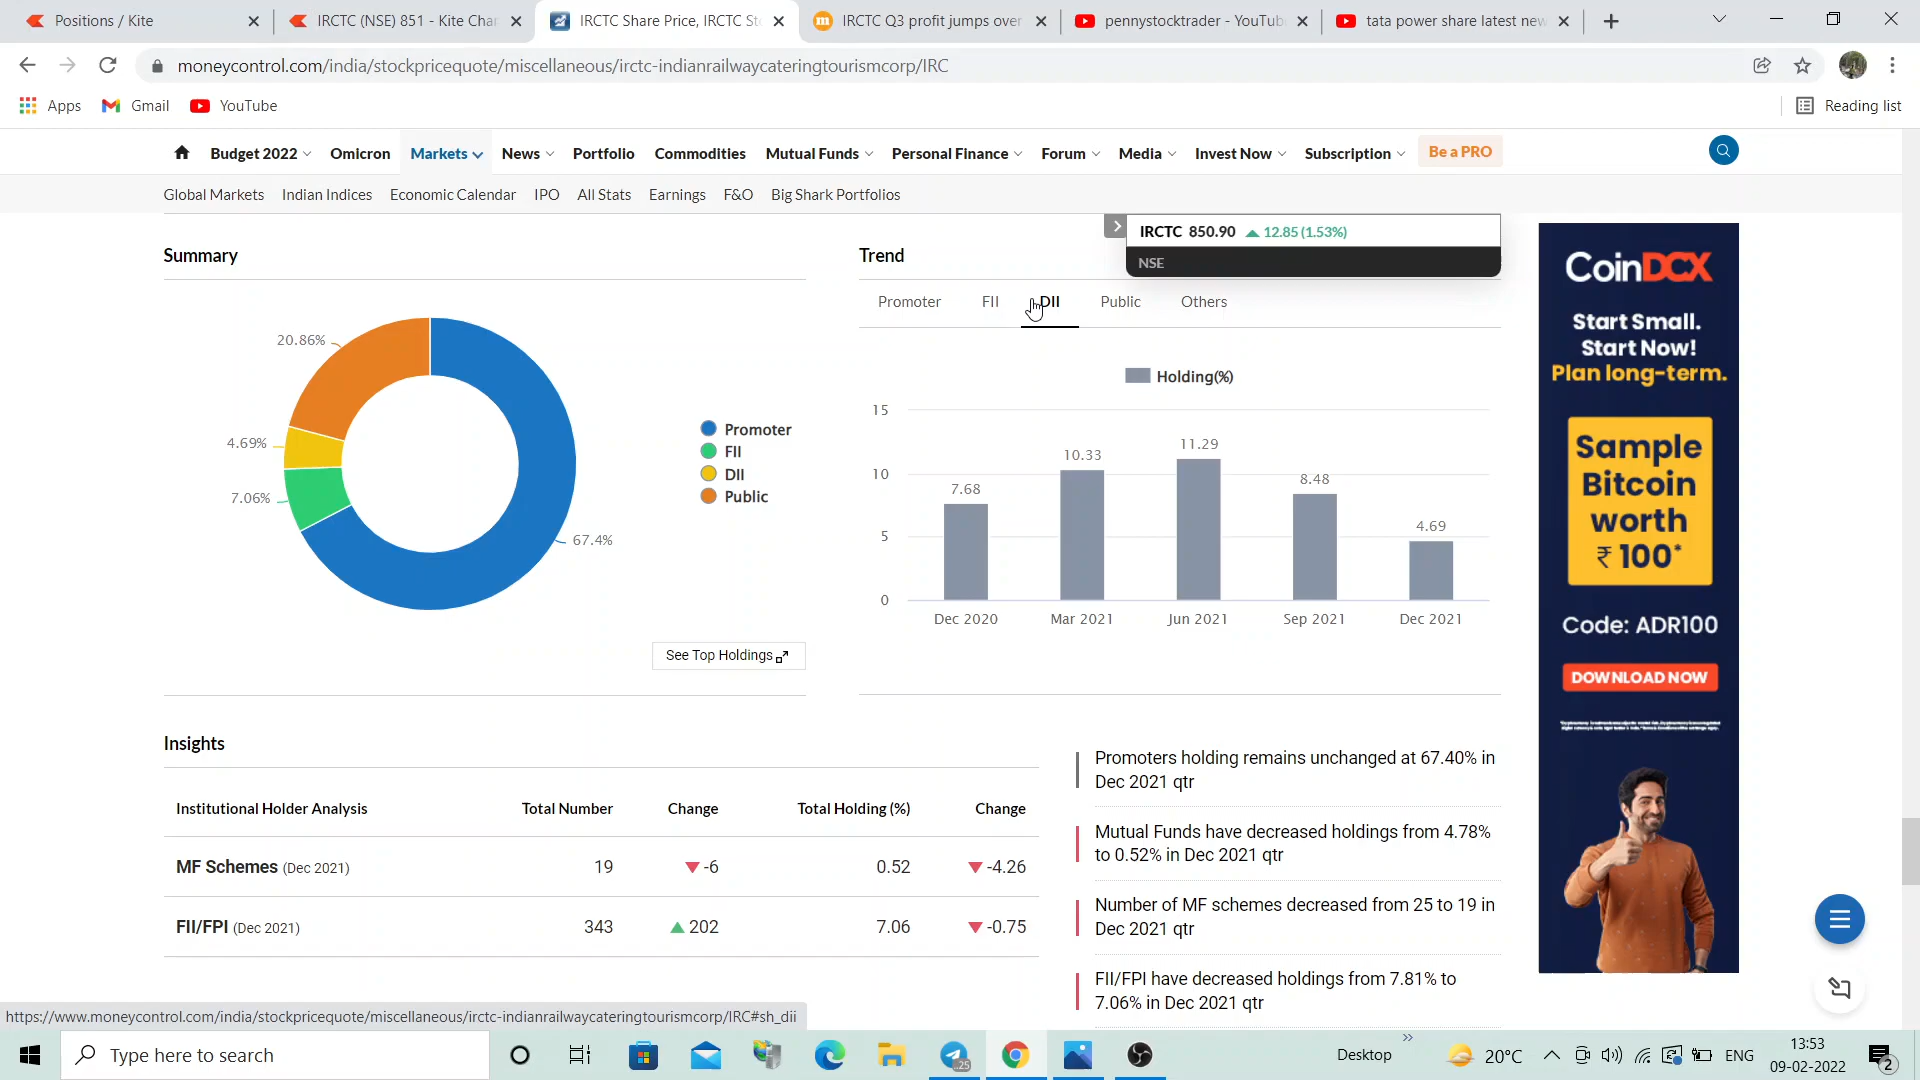 Positions / Kite
IRCTC (NSE) 851 - Kite Char
IRCTC Share Price, IRCTC St
IRCTC Q3 profit jumps over
pennystocktrader - YouTub
tata power share latest new
moneycontrol.com/india/stockpricequote/miscellaneous/irctc-indianrailwaycateringtourismcorp/IRC
Apps
Gmail
YouTube
Reading list
Budget 2022
Omicron
Markets
News
Portfolio
Commodities
Mutual Funds
Personal Finance
Forum
Media
Invest Now
Subscription
Be a PRO
Global Markets
Indian Indices
Economic Calendar
IPO
All Stats
Earnings
F&O
Big Shark Portfolios
IRCTC 850.90 12.85 (1.53%)
NSE
Summary
20.86%
4.69%
7.06%
67.4%
Promoter
FII
DII
Public
See Top Holdings
Trend
Promoter
FII
DII
Public
Others
Holding(%)
15
10
5
0
7.68
10.33
11.29
8.48
4.69
Dec 2020
Mar 2021
Jun 2021
Sep 2021
Dec 2021
CoinDCX
Start Small.
Start Now!
Plan long-term.
Sample
Bitcoin
worth
₹ 100*
Code: ADR100
DOWNLOAD NOW
Insights
Institutional Holder Analysis Total Number Change Total Holding (%) Change
MF Schemes (Dec 2021) 19 -6 0.52 -4.26
FII/FPI (Dec 2021) 343 202 7.06 -0.75
Promoters holding remains unchanged at 67.40% in
Dec 2021 qtr
Mutual Funds have decreased holdings from 4.78%
to 0.52% in Dec 2021 qtr
Number of MF schemes decreased from 25 to 19 in
Dec 2021 qtr
FII/FPI have decreased holdings from 7.81% to
7.06% in Dec 2021 qtr
https://www.moneycontrol.com/india/stockpricequote/miscellaneous/irctc-indianrailwaycateringtourismcorp/IRC#sh_dii
Type here to search
..25
Desktop
20°C
ENG
13:53
09-02-2022
2